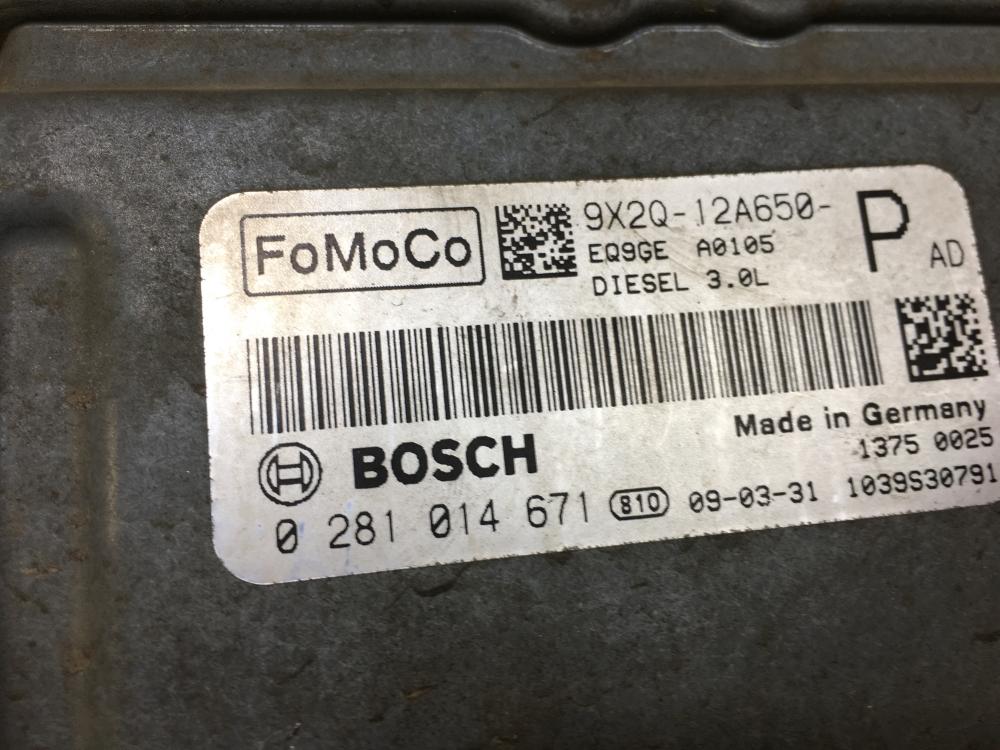 FoMoCo
9X2Q-12A650-
P
AD
EQ9GE A0105
DIESEL 3.0L
BOSCH
Made in Germany
1375 0025
0 281 014 671 810 09-03-31 1039S30791